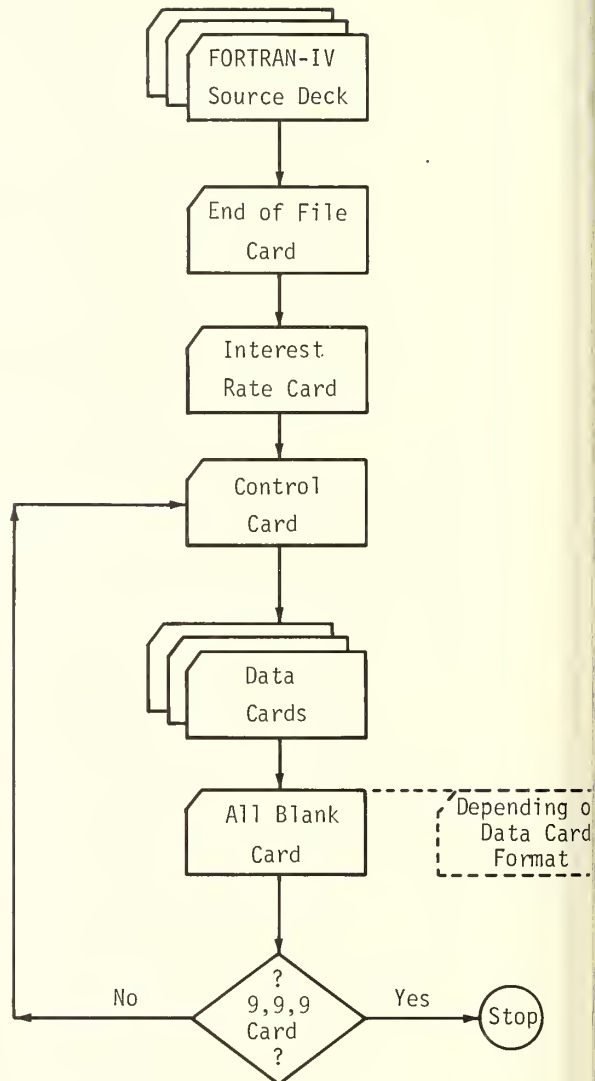 FORTRAN-IV
Source Deck
End of File
Card
Interest
Rate Card
Control
Card
Data
Cards
All Blank
Card
Depending o
Data Card
Format
?
9,9,9
Card
?
No
Yes
Stop